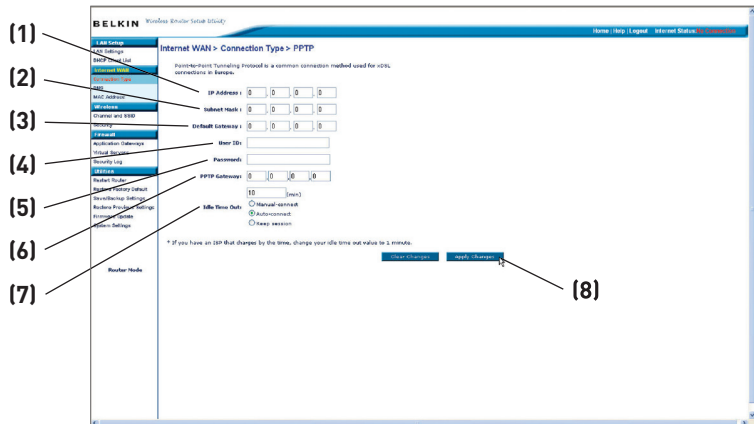 BELKIN Wireless Router Setup Utility
Home | Help | Logout Internet Status: No Connection
(1)
(2)
(3)
(4)
(5)
(6)
(7)
(8)
LAN Setup
LAN Settings
DHCP Client List
Internet WAN
Connection Type
DNS
MAC Address
Wireless
Channel and SSID
Security
Firewall
Application Gateways
Virtual Servers
Security Log
Utilities
Restart Router
Restore Factory Default
Save/Backup Settings
Restore Previous Settings
Firmware Update
System Settings
Router Mode
Internet WAN > Connection Type > PPTP
Point-to-Point Tunneling Protocol is a common connection method used for xDSL
connections in Europe.
IP Address : 0 . 0 . 0 . 0
Subnet Mask : 0 . 0 . 0 . 0
Default Gateway : 0 . 0 . 0 . 0
User ID:
Password:
PPTP Gateway: 0 . 0 . 0 . 0
10 (min)
Idle Time Out: Manual-connect
Auto-connect
Keep session
* If you have an ISP that charges by the time, change your idle time out value to 1 minute.
Clear Changes Apply Changes